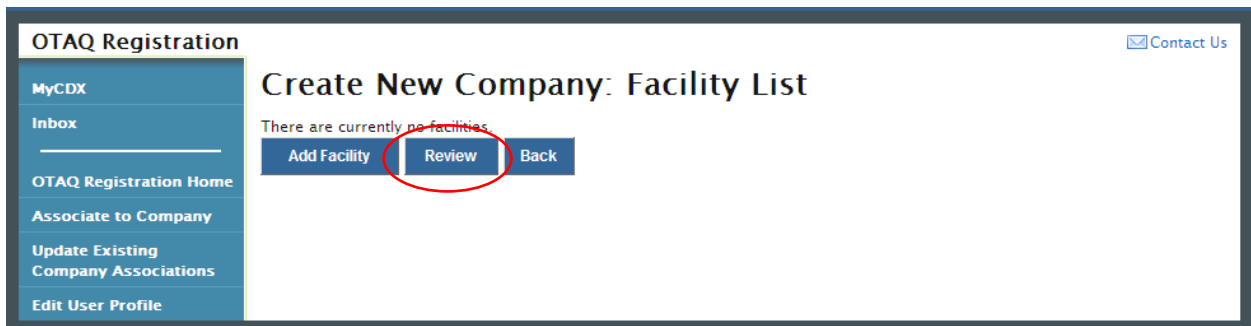 OTAQ Registration
Contact Us
MyCDX
Inbox
OTAQ Registration Home
Associate to Company
Update Existing
Company Associations
Edit User Profile
Create New Company: Facility List
There are currently no facilities.
Add Facility Review Back